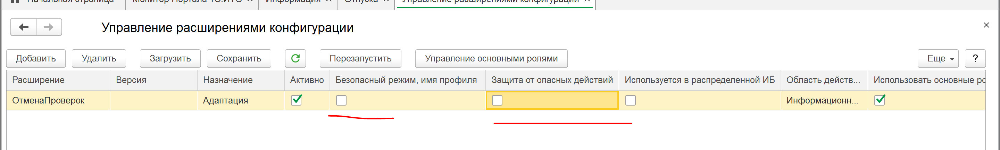 Начальная страница Монитор Портала 1С:ИТС Информация Отпуска Управление расширениями конфигурации
Управление расширениями конфигурации
Добавить Удалить Загрузить Сохранить Перезапустить Управление основными ролями Еще ?
Расширение Версия Назначение Активно Безопасный режим, имя профиля Защита от опасных действий Используется в распределенной ИБ Область действ... Использовать основные ро
ОтменаПроверок Адаптация Информационн...